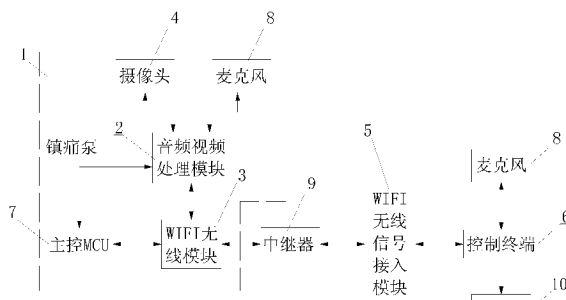 4
8
1
摄像头
麦克风
5
8
2
音频视频
处理模块
镇痛泵
3
9
WIFI
无线
信号
接入
模块
麦克风
7
主控MCU
WIFI无
线模块
中继器
控制终端
6
10